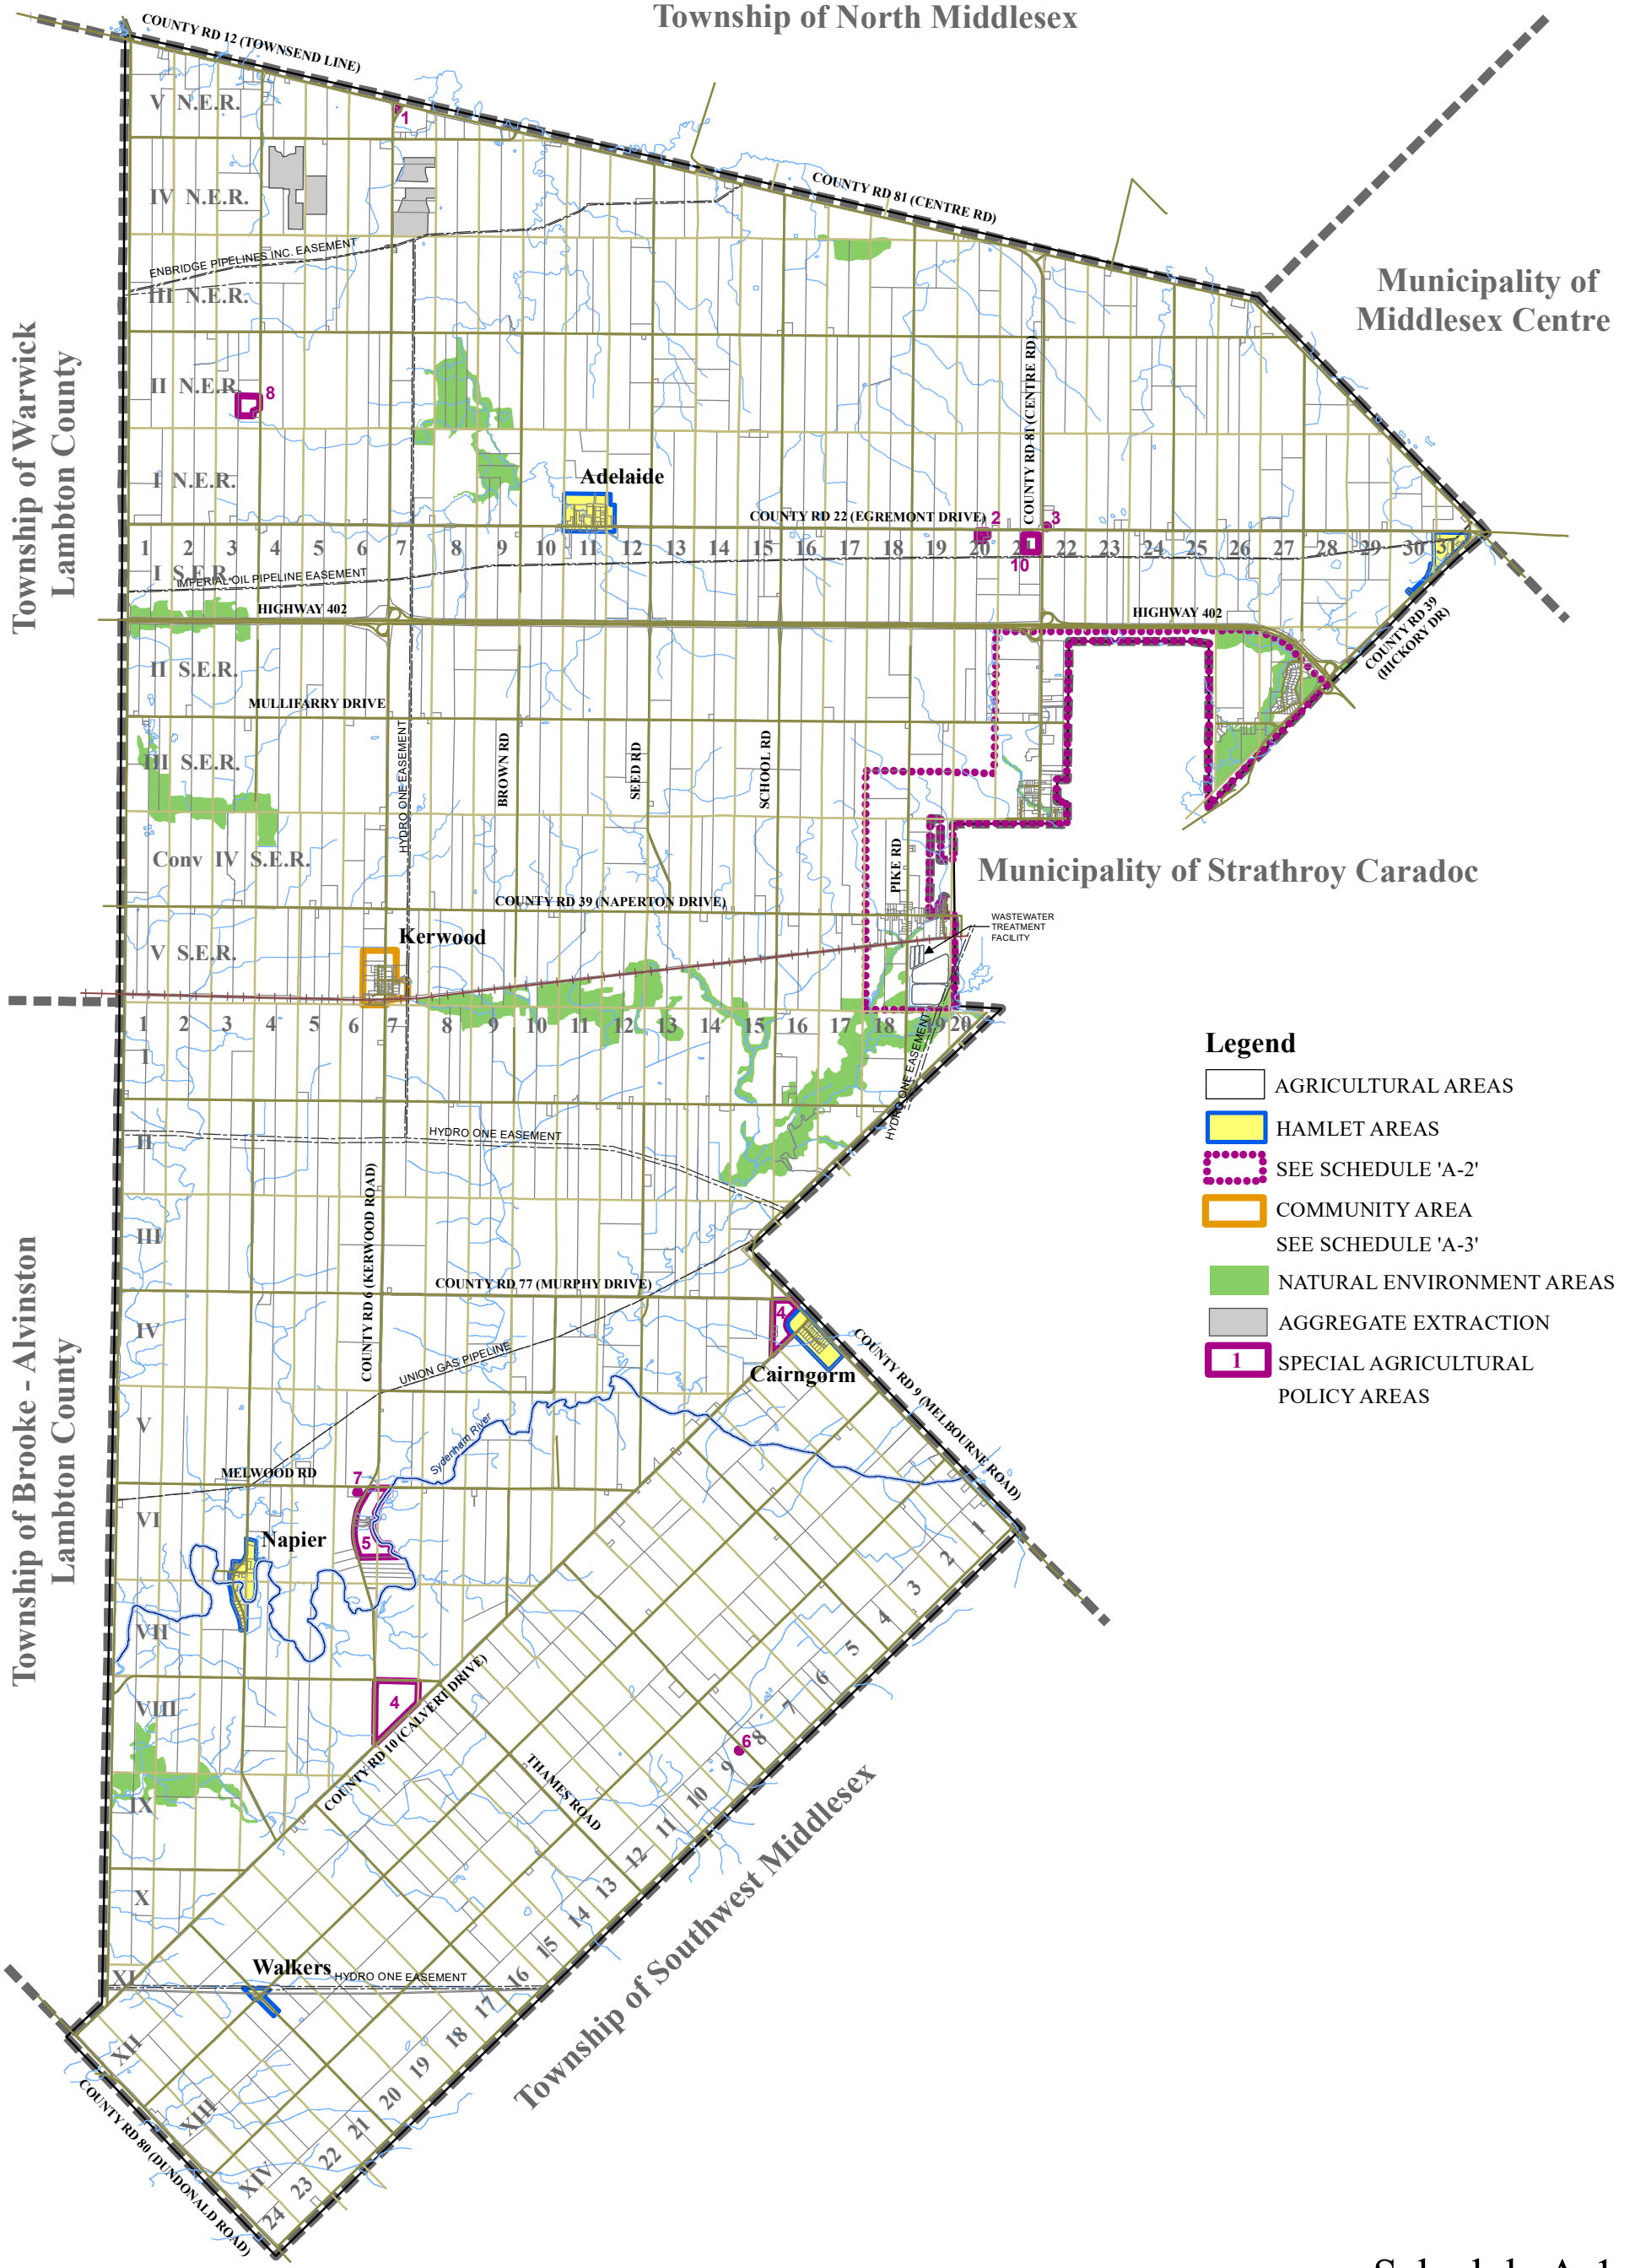 Township of North Middlesex
COUNTY RD 12 (TOWNSEND LINE)
V N.E.R.
1
IV N.E.R.
COUNTY RD 81 (CENTRE RD)
ENBRIDGE PIPELINES INC. EASEMENT
III N.E.R.
Municipality of
Middlesex Centre
Township of Warwick
Lambton County
COUNTY RD 81 (CENTRE RD)
II N.E.R.
8
I N.E.R.
Adelaide
COUNTY RD 22 (EGREMONT DRIVE)
2
3
1 2 3 4 5 6 7 8 9 10 11 12 13 14 15 16 17 18 19 20 21 22 23 24 25 26 27 28 29 30 31
10
I S.E.R.
IMPERIAL OIL PIPELINE EASEMENT
HIGHWAY 402
HIGHWAY 402
COUNTY RD 39
(HICKORY DR)
II S.E.R.
MULLIFARRY DRIVE
HYDRO ONE EASEMENT
BROWN RD
SEED RD
SCHOOL RD
III S.E.R.
PIKE RD
Conv IV S.E.R.
Municipality of Strathroy Caradoc
COUNTY RD 39 (NAPERTON DRIVE)
WASTEWATER
TREATMENT
FACILITY
V S.E.R.
Kerwood
1 2 3 4 5 6 7 8 9 10 11 12 13 14 15 16 17 18 19 20
I
HYDRO ONE EASEMENT
II
HYDRO ONE EASEMENT
Legend
AGRICULTURAL AREAS
HAMLET AREAS
SEE SCHEDULE 'A-2'
COMMUNITY AREA
SEE SCHEDULE 'A-3'
NATURAL ENVIRONMENT AREAS
AGGREGATE EXTRACTION
1 SPECIAL AGRICULTURAL
POLICY AREAS
Township of Brooke - Alvinston
Lambton County
III
COUNTY RD 6 (KERWOOD ROAD)
COUNTY RD 77 (MURPHY DRIVE)
IV
4
UNION GAS PIPELINE
Cairngorm
COUNTY RD 9 (MELBOURNE ROAD)
V
Sydenham River
MELWOOD RD
7
VI
5
Napier
1
2
3
4
5
6
7
8
9
10
11
12
13
14
15
16
17
18
19
20
21
22
23
24
VII
VIII
4
COUNTY RD 10 (CALVERT DRIVE)
6
THAMES ROAD
IX
X
Township of Southwest Middlesex
Walkers
HYDRO ONE EASEMENT
XI
XII
XIII
XIV
COUNTY RD 80 (DUNDONALD ROAD)